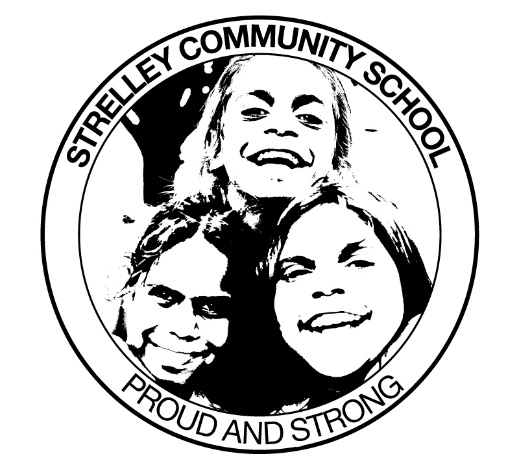 STRELLEY COMMUNITY SCHOOL
PROUD AND STRONG